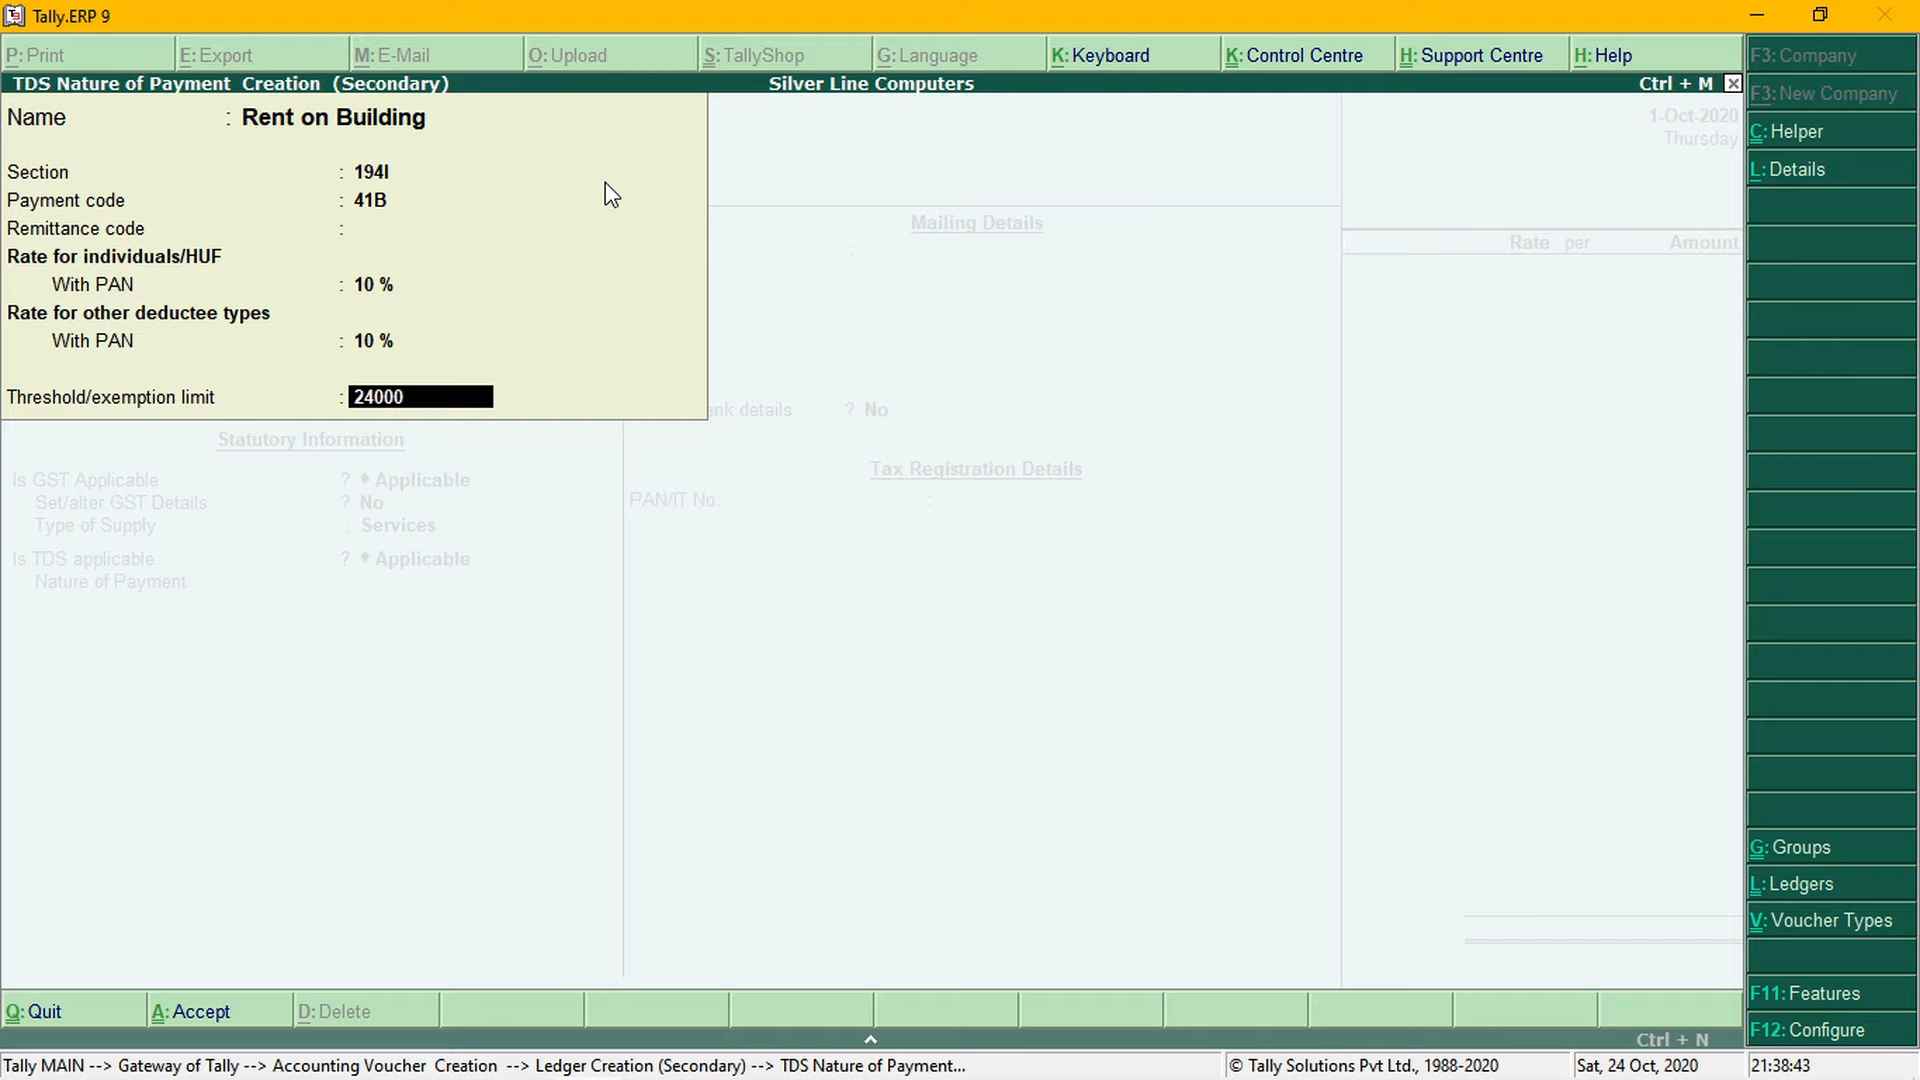 Tally.ERP 9
P: Print
E: Export
M: E-Mail
O: Upload
S: TallyShop
G: Language
K: Keyboard
K: Control Centre
H: Support Centre
H: Help
TDS Nature of Payment Creation (Secondary)
Silver Line Computers
Ctrl + M
Name : Rent on Building
Section : 194I
Payment code : 41B
Remittance code :
Rate for individuals/HUF
With PAN : 10 %
Rate for other deductee types
With PAN : 10 %
Threshold/exemption limit : 24000
1-Oct-2020
Thursday
Mailing Details
:
Rate per Amount
ank details ? No
Statutory Information
Is GST Applicable ? ♦ Applicable
Set/alter GST Details ? No
Type of Supply : Services
Is TDS applicable ? ♦ Applicable
Nature of Payment
Tax Registration Details
PAN/IT No. :
F3: Company
F3: New Company
C: Helper
L: Details
G: Groups
L: Ledgers
V: Voucher Types
F11: Features
F12: Configure
Q: Quit
A: Accept
D: Delete
Ctrl + N
Tally MAIN --> Gateway of Tally --> Accounting Voucher Creation --> Ledger Creation (Secondary) --> TDS Nature of Payment...
© Tally Solutions Pvt Ltd., 1988-2020
Sat, 24 Oct, 2020
21:38:43